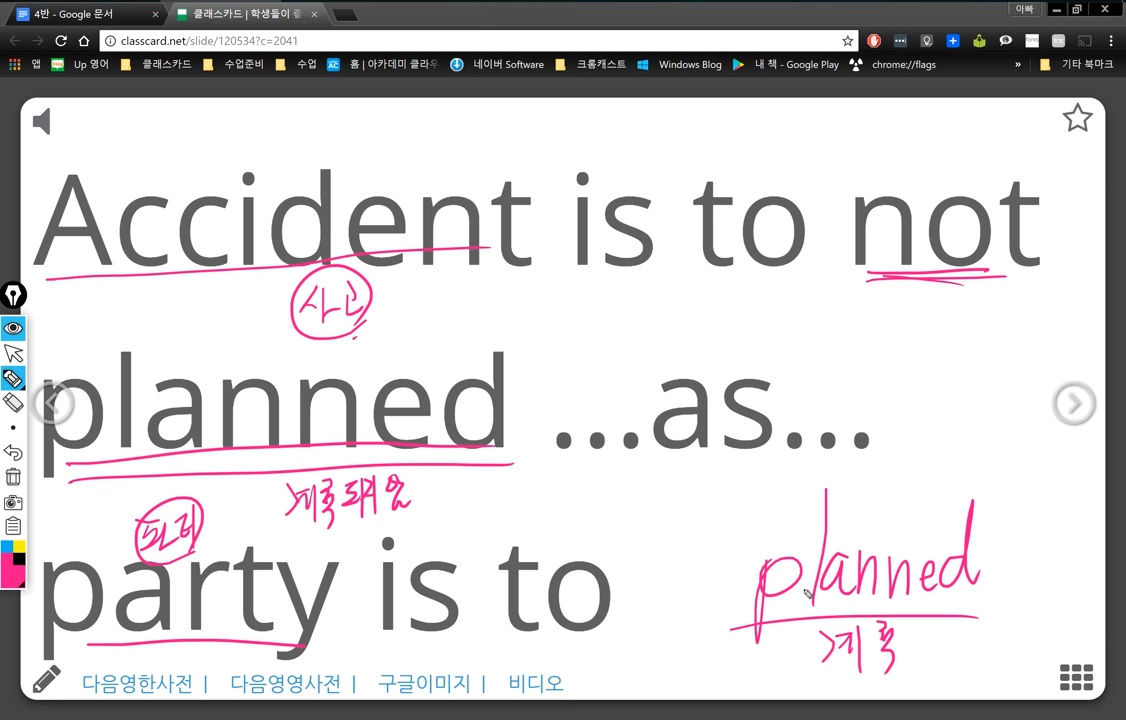 4반 - Google 문서
클래스카드 | 학생들이 좋
아빠
classcard.net/slide/120534?c=2041
앱
Up 영어
클래스카드
수업준비
수업
홈 | 아카데미 클라우
네이버 Software
크롬캐스트
Windows Blog
내 책 - Google Play
chrome://flags
»
기타 북마크
Accident is to not
사고
planned ...as...
계획되지 않
파티
party is to
planned
계획
다음영한사전 |
다음영영사전 |
구글이미지 |
비디오